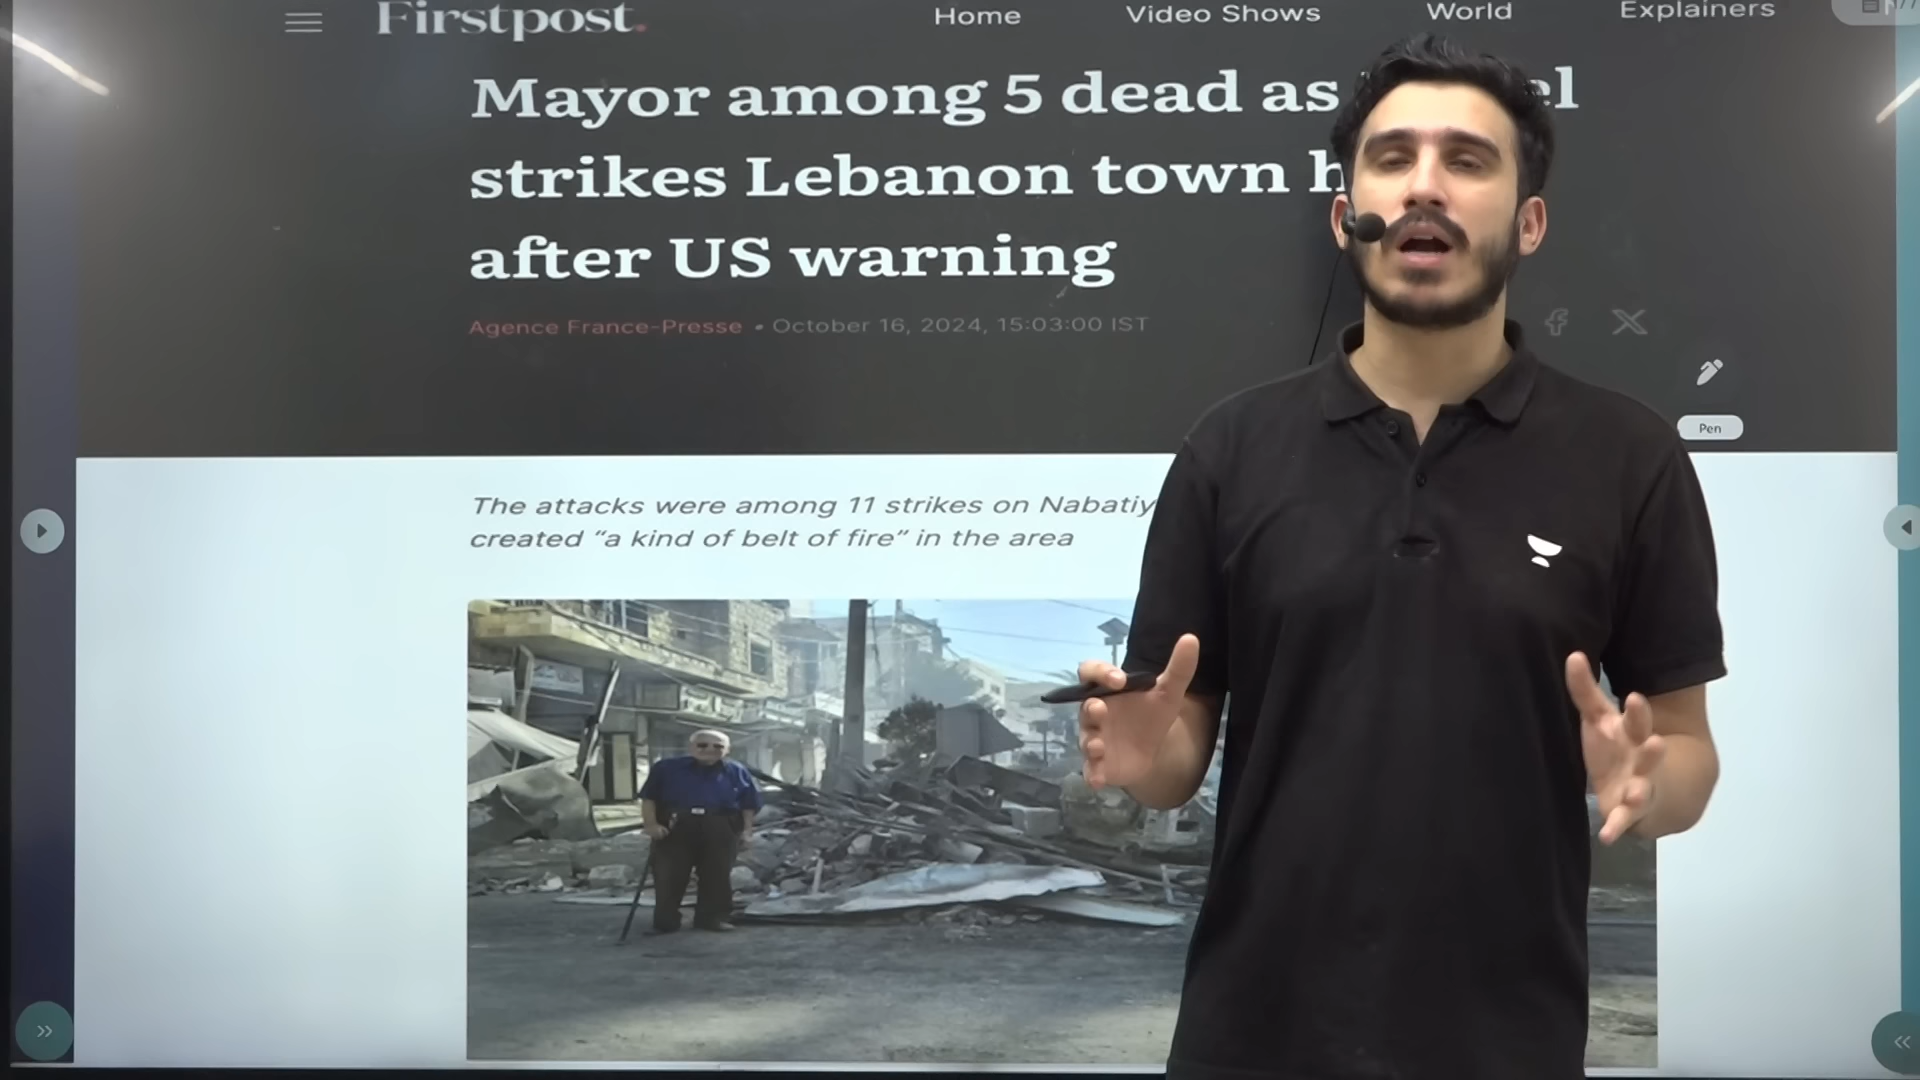 Firstpost.
Home Video Shows World Explainers
Mayor among 5 dead as
strikes Lebanon town
after US warning
Agence France-Presse • October 16, 2024, 15:03:00 IST
Pen
The attacks were among 11 strikes on
created “a kind of belt of fire” in the area